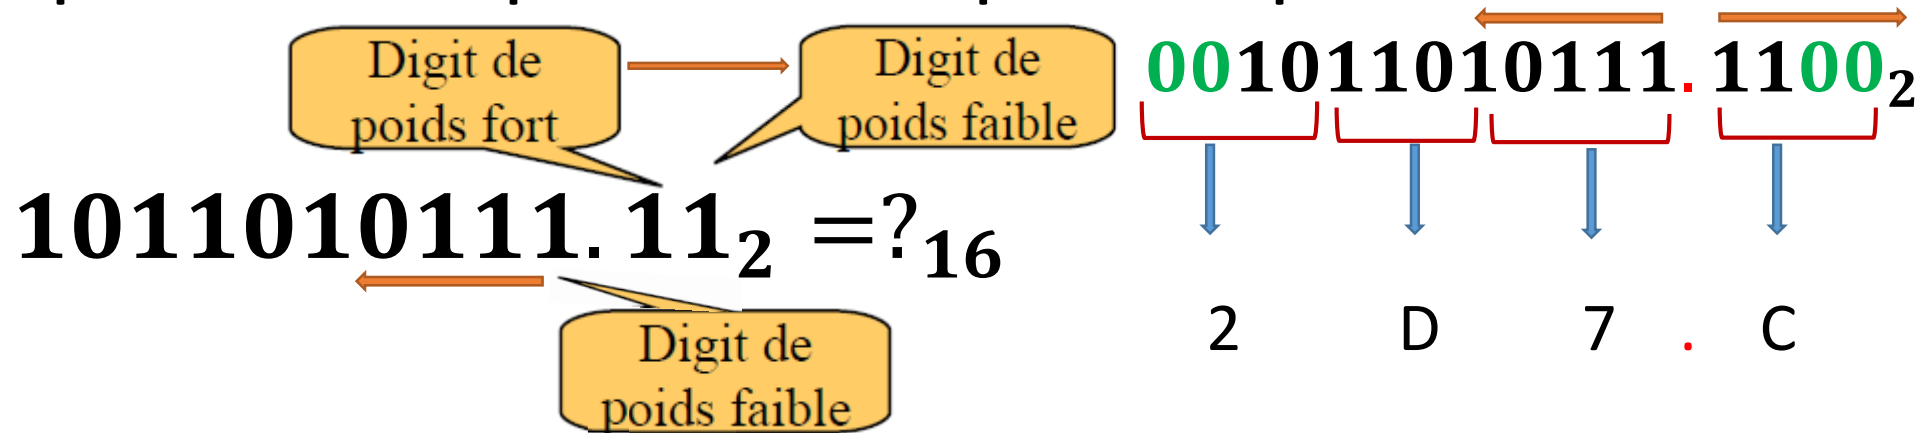 Digit de
poids fort
Digit de
poids faible
001011010111.1100₂
1011010111.11₂ =?₁₆
Digit de
poids faible
2 D 7 . C